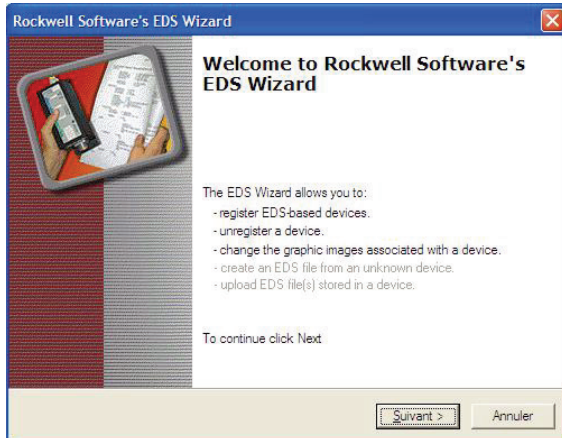 Rockwell Software's EDS Wizard
Welcome to Rockwell Software's
EDS Wizard
The EDS Wizard allows you to:
- register EDS-based devices.
- unregister a device.
- change the graphic images associated with a device.
- create an EDS file from an unknown device.
- upload EDS file(s) stored in a device.
To continue click Next
Suivant >
Annuler